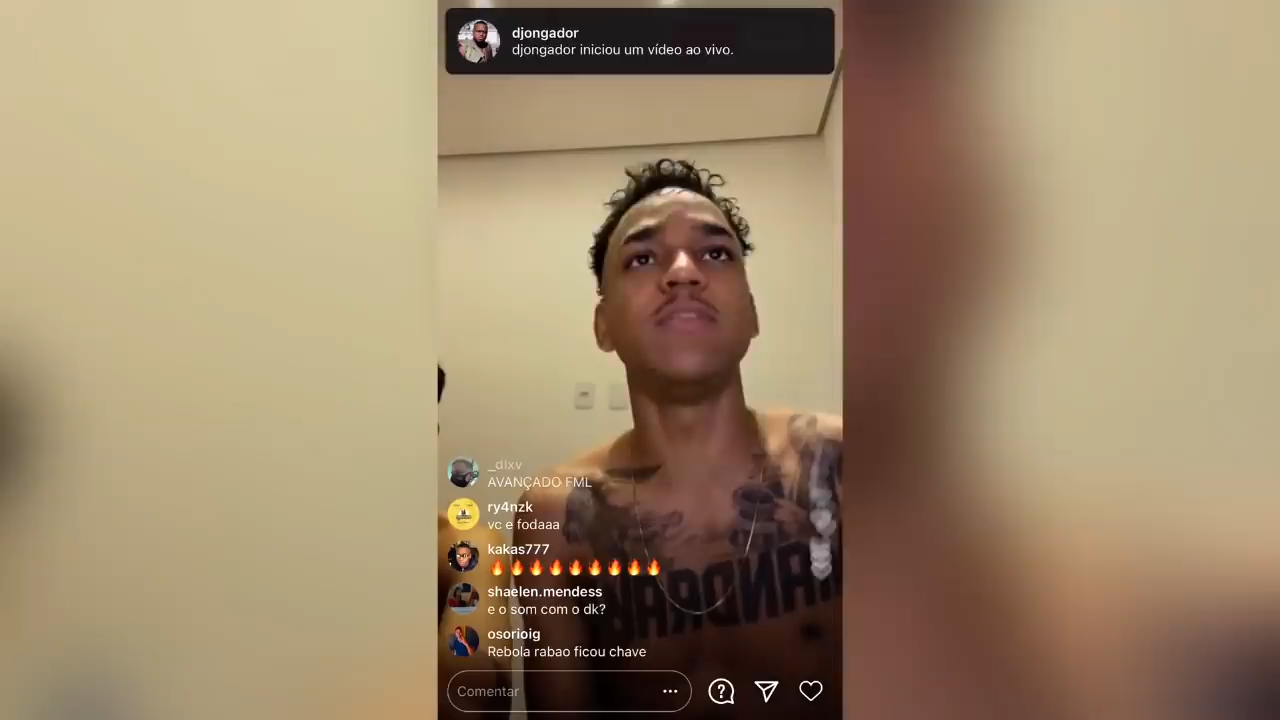 djongador
djongador iniciou um vídeo ao vivo.
_dlxv
AVANÇADO FML
ry4nzk
vc e fodaaa
kakas777
🔥🔥🔥🔥🔥🔥🔥🔥🔥
shaelen.mendess
e o som com o dk?
osorioig
Rebola rabao ficou chave
Comentar